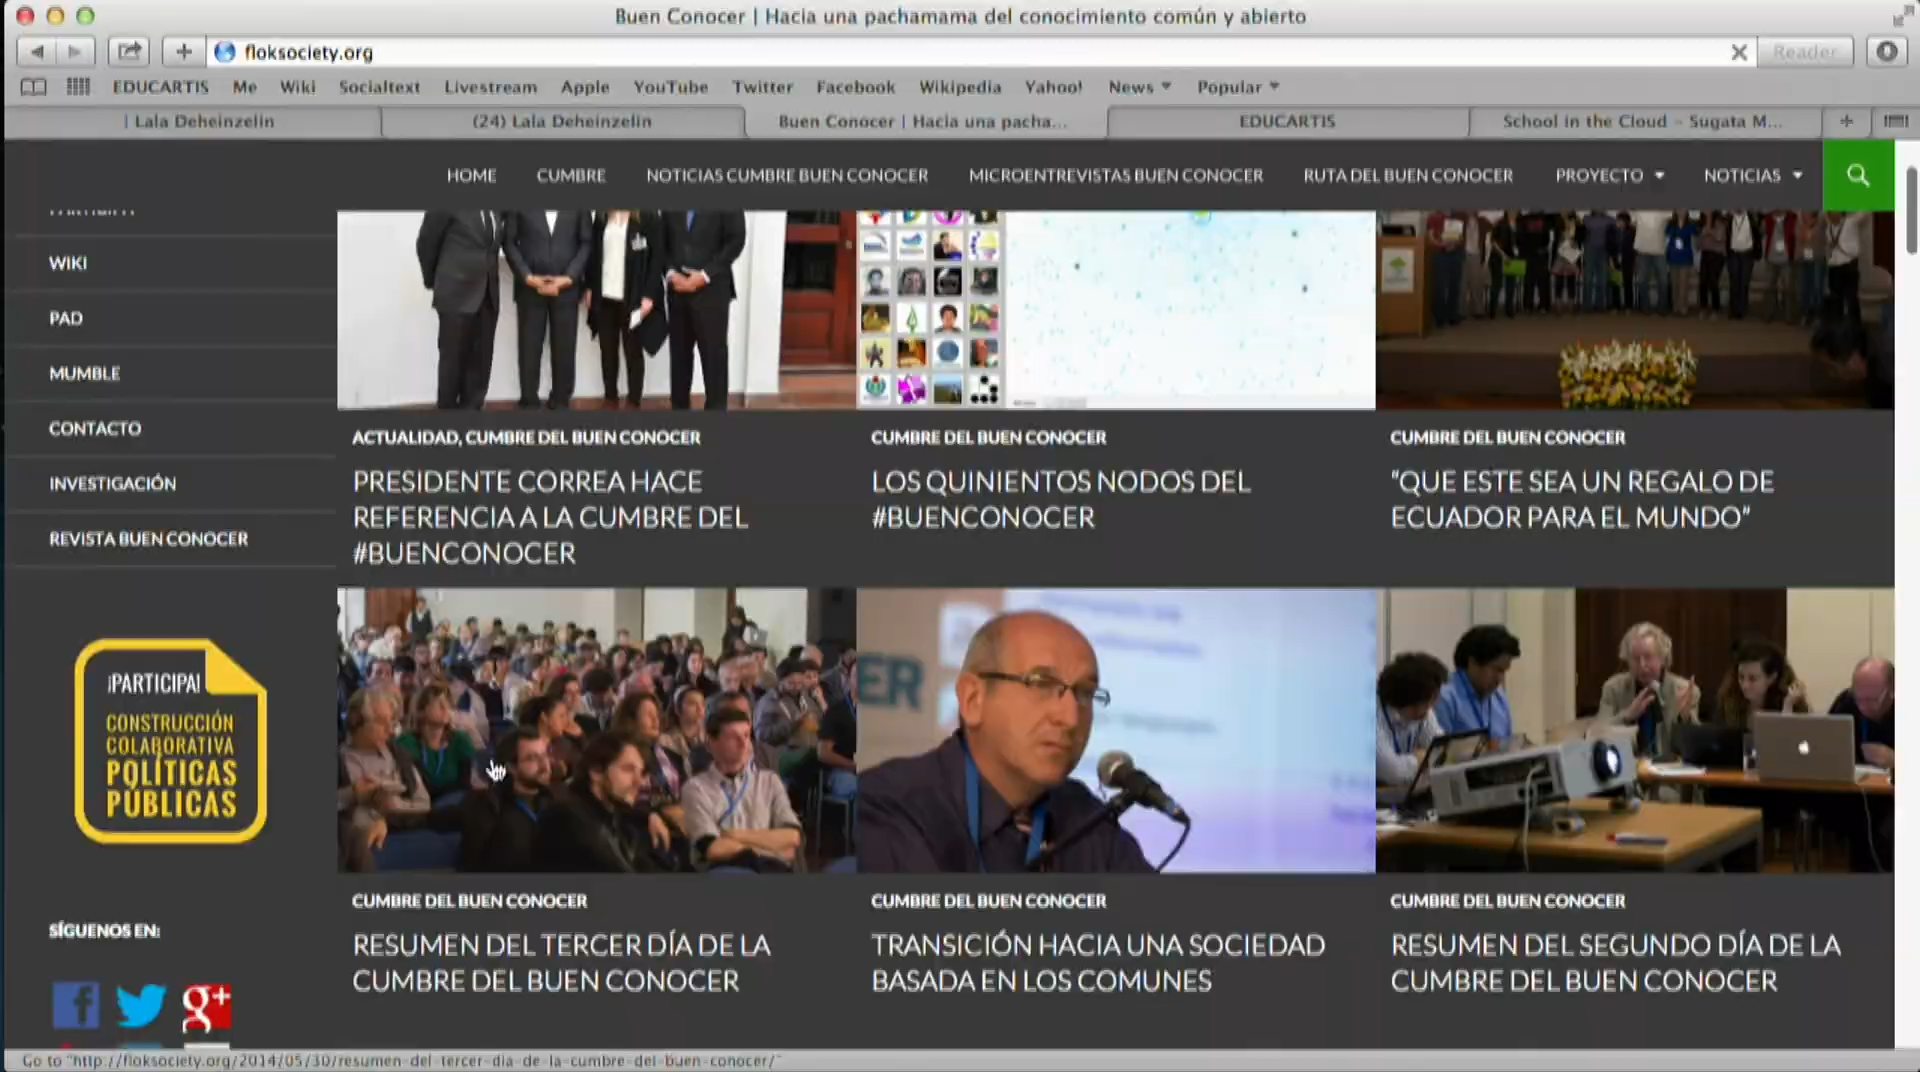 Buen Conocer | Hacia una pachamama del conocimiento común y abierto
floksociety.org
Reader
EDUCARTIS Me Wiki Socialtext Livestream Apple YouTube Twitter Facebook Wikipedia Yahoo! News Popular
| Lala Deheinzelin (24) Lala Deheinzelin Buen Conocer | Hacia una pacha... EDUCARTIS School in the Cloud - Sugata M...
HOME CUMBRE NOTICIAS CUMBRE BUEN CONOCER MICROENTREVISTAS BUEN CONOCER RUTA DEL BUEN CONOCER PROYECTO NOTICIAS
WIKI
PAD
MUMBLE
CONTACTO
INVESTIGACIÓN
REVISTA BUEN CONOCER
¡PARTICIPA!
CONSTRUCCIÓN
COLABORATIVA
POLÍTICAS
PÚBLICAS
SÍGUENOS EN:
ACTUALIDAD, CUMBRE DEL BUEN CONOCER
PRESIDENTE CORREA HACE
REFERENCIA A LA CUMBRE DEL
#BUENCONOCER
CUMBRE DEL BUEN CONOCER
LOS QUINIENTOS NODOS DEL
#BUENCONOCER
CUMBRE DEL BUEN CONOCER
"QUE ESTE SEA UN REGALO DE
ECUADOR PARA EL MUNDO"
CUMBRE DEL BUEN CONOCER
RESUMEN DEL TERCER DÍA DE LA
CUMBRE DEL BUEN CONOCER
CUMBRE DEL BUEN CONOCER
TRANSICIÓN HACIA UNA SOCIEDAD
BASADA EN LOS COMUNES
CUMBRE DEL BUEN CONOCER
RESUMEN DEL SEGUNDO DÍA DE LA
CUMBRE DEL BUEN CONOCER
Go to "http://floksociety.org/2014/05/30/resumen-del-tercer-dia-de-la-cumbre-del-buen-conocer/"